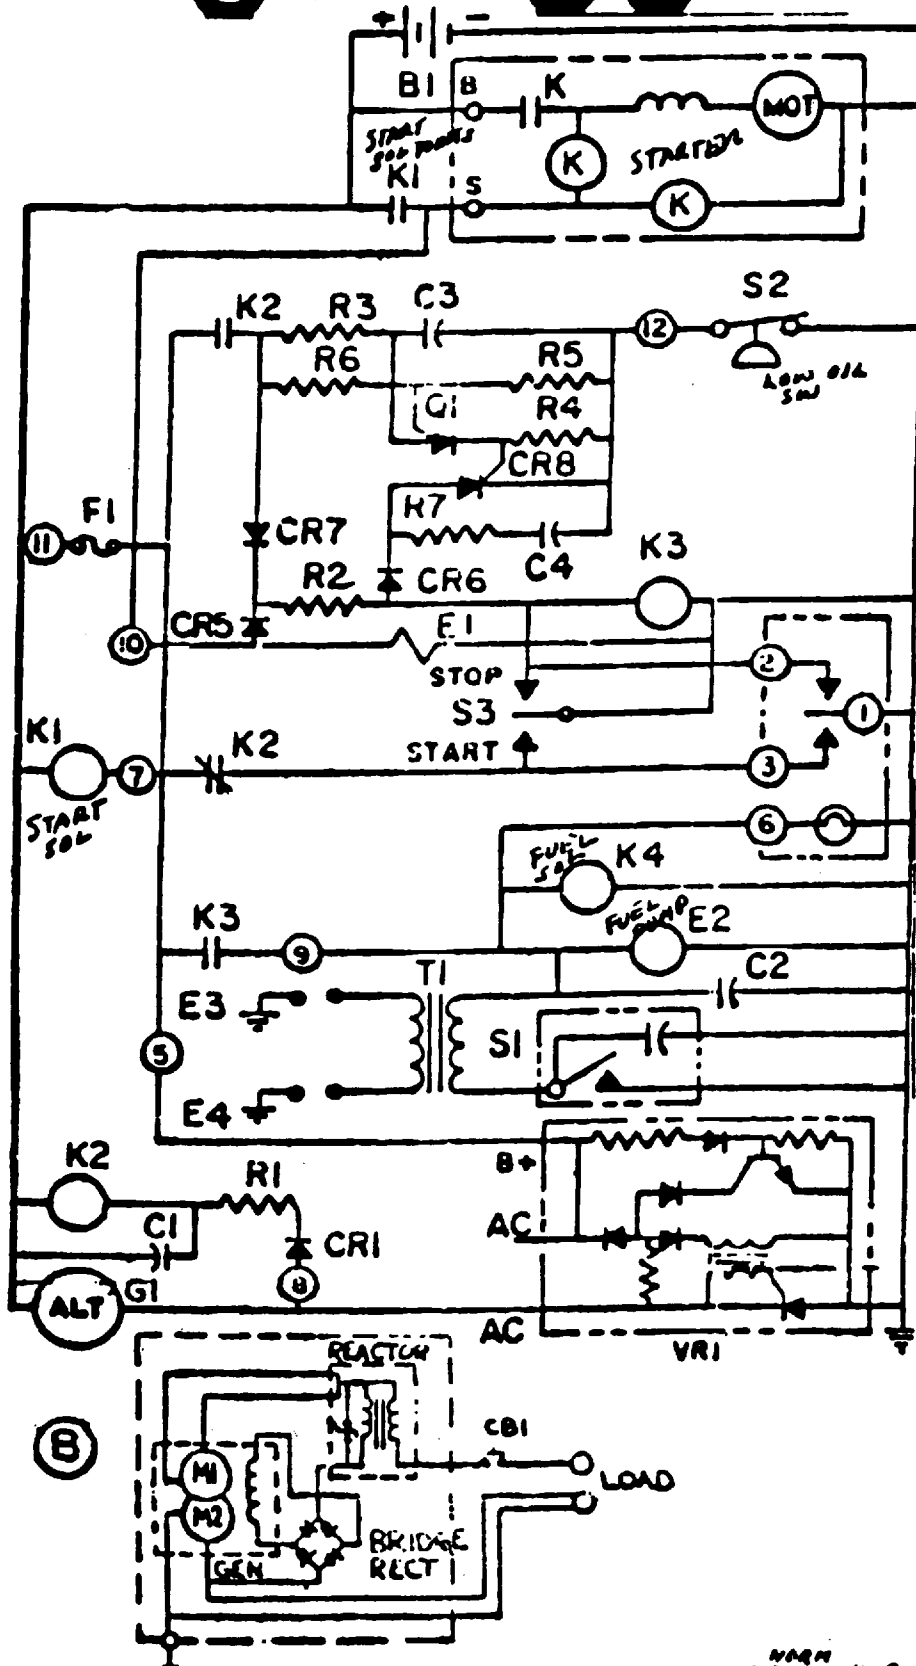 + -
B1 B K
MOT
START
SOL POINTS
K STARTER
K1 S
K
K2 R3 C3 S2
12
R6 R5
LOW OIL
SW
Q1 R4
CR8
R7
F1
11
CR7 C4 K3
R2 CR6
CR5 E1
10
2
STOP
S3 1
K1 K2 START
7 3
START
SOL
6
FUEL
SOL K4
K3 FUEL
PUMP E2
9
T1 C2
E3
S1
5
E4
K2 R1 B+
C1 AC
CR1
8
G1
ALT
AC
VR1
REACTOR
B CB1
M1 LOAD
M2
BRIDGE
RECT
GEN
NORM